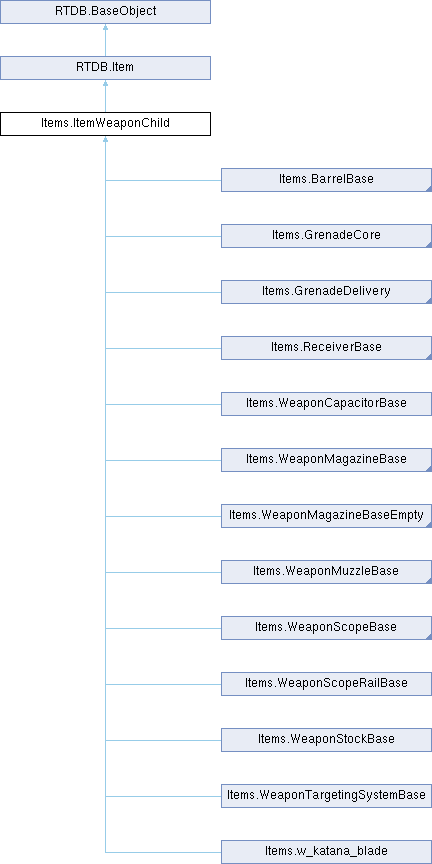 RTDB.BaseObject
RTDB.Item
Items.ItemWeaponChild
Items.BarrelBase
Items.GrenadeCore
Items.GrenadeDelivery
Items.ReceiverBase
Items.WeaponCapacitorBase
Items.WeaponMagazineBase
Items.WeaponMagazineBaseEmpty
Items.WeaponMuzzleBase
Items.WeaponScopeBase
Items.WeaponScopeRailBase
Items.WeaponStockBase
Items.WeaponTargetingSystemBase
Items.w_katana_blade